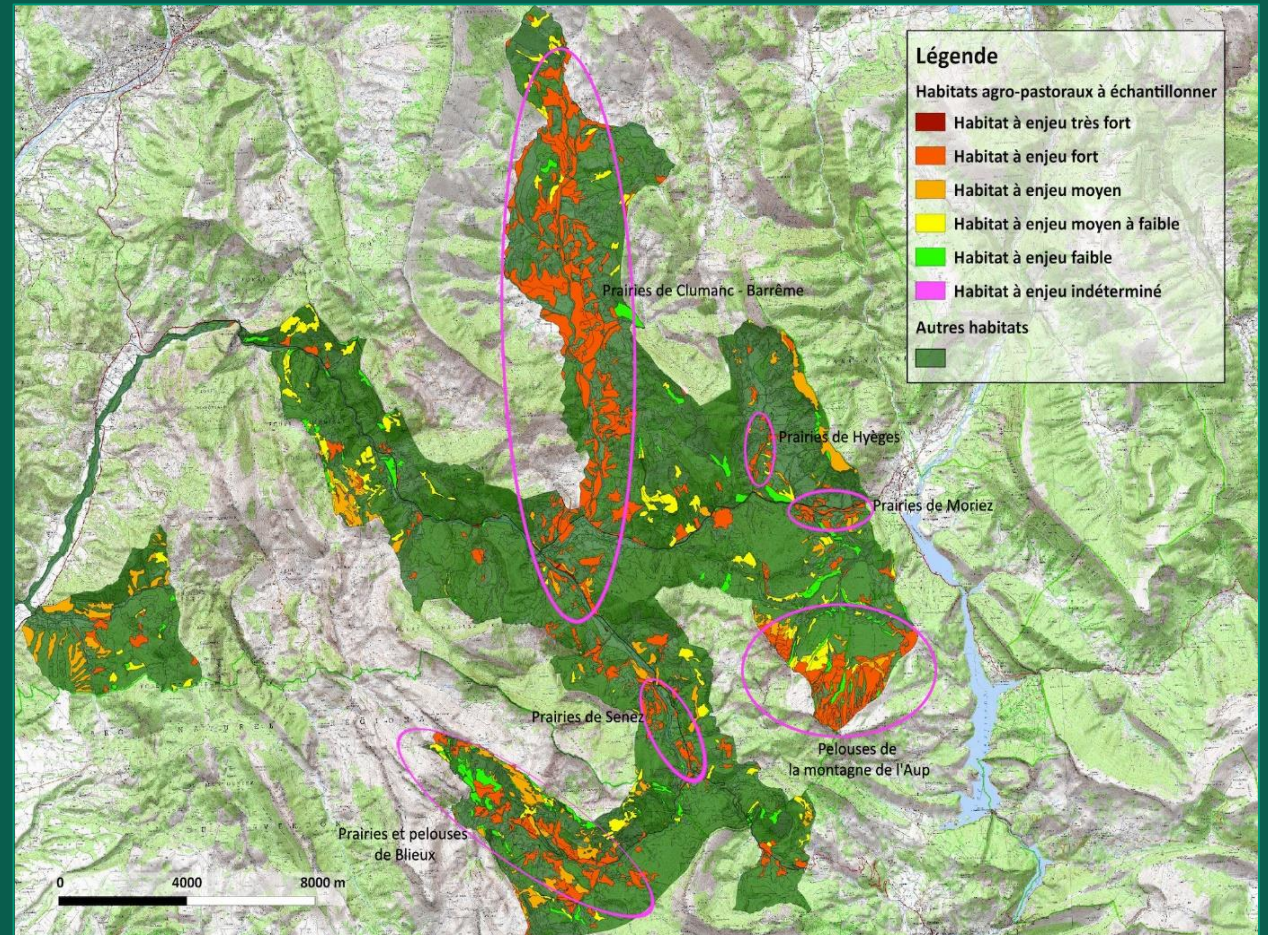 Légende
Habitats agro-pastoraux à échantillonner
Habitat à enjeu très fort
Habitat à enjeu fort
Habitat à enjeu moyen
Habitat à enjeu moyen à faible
Habitat à enjeu faible
Habitat à enjeu indéterminé
Autres habitats
Prairies de Clumanc - Barrême
Prairies de Hyèges
Prairies de Moriez
Prairies de Senez
Pelouses de
la montagne de l'Aup
Prairies et pelouses
de Blieux
0 4000 8000 m